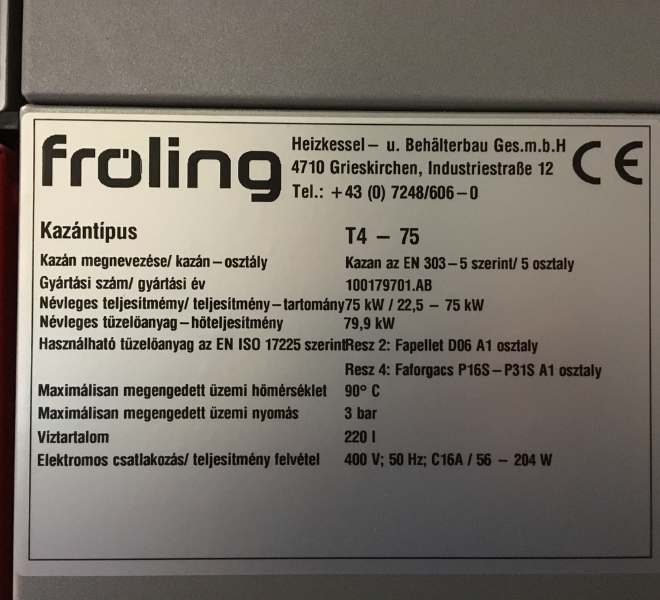 fröling
Heizkessel- u. Behälterbau Ges.m.b.H
4710 Grieskirchen, Industriestraße 12
Tel.: +43 (0) 7248/606-0
CE
Kazántípus T4 - 75
Kazán megnevezése/ kazán-osztály Kazan az EN 303-5 szerint/ 5 osztaly
Gyártási szám/ gyártási év 100179701.AB
Névleges teljesítmémy/ teljesítmény-tartomány 75 kW / 22,5 - 75 kW
Névleges tüzelöanyag-höteljesitmény 79,9 kW
Használható tüzelöanyag az EN ISO 17225 szerint Resz 2: Fapellet D06 A1 osztaly
Resz 4: Faforgacs P16S-P31S A1 osztaly
Maximálisan megengedett üzemi hömérséklet 90° C
Maximálisan megengedett üzemi nyomás 3 bar
Viztartalom 220 l
Elektromos csatlakozás/ teljesitmény felvétel 400 V; 50 Hz; C16A / 56 - 204 W